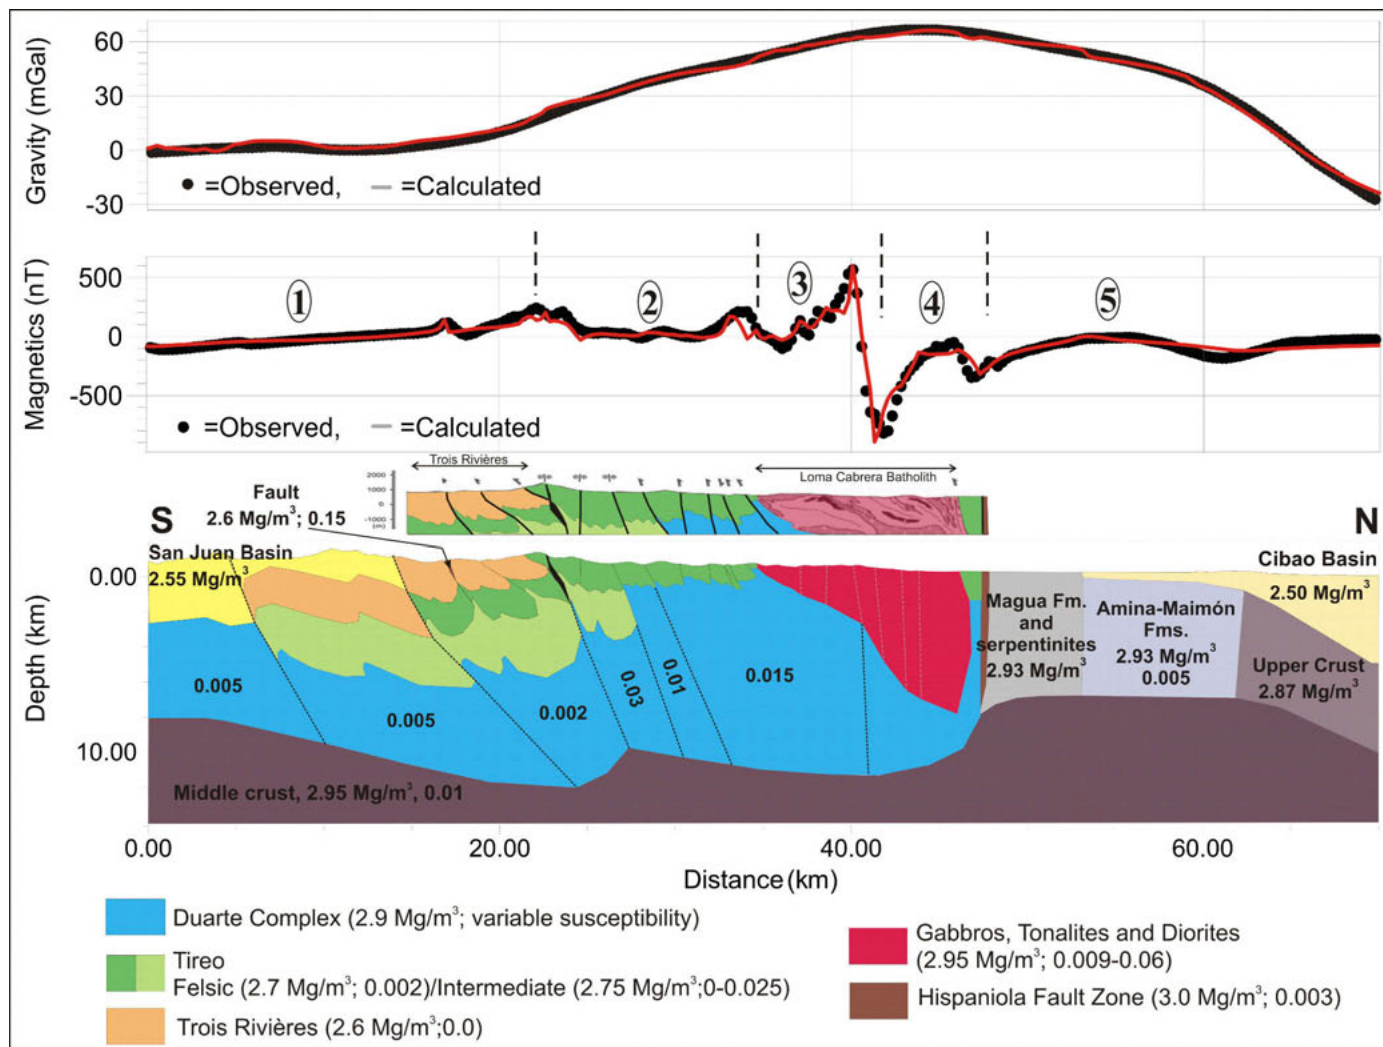 60
30
0
-30
Gravity (mGal)
=Observed, =Calculated
500
0
-500
Magnetics (nT)
1
2
3
4
5
=Observed, =Calculated
Trois Rivières
Loma Cabrera Batholith
2000
1000
0
-1000
(m)
Fault
2.6 Mg/m³; 0.15
S
N
San Juan Basin
2.55 Mg/m³
Cibao Basin
2.50 Mg/m³
0.00
10.00
Depth (km)
Magua Fm.
and
serpentinites
2.93 Mg/m³
Amina-Maimón
Fms.
2.93 Mg/m³
0.005
Upper Crust
2.87 Mg/m³
0.005
0.005
0.002
0.03
0.01
0.015
Middle crust, 2.95 Mg/m³, 0.01
0.00
20.00
40.00
60.00
Distance (km)
Duarte Complex (2.9 Mg/m³; variable susceptibility)
Tireo
Felsic (2.7 Mg/m³; 0.002)/Intermediate (2.75 Mg/m³;0-0.025)
Trois Rivières (2.6 Mg/m³;0.0)
Gabbros, Tonalites and Diorites
(2.95 Mg/m³; 0.009-0.06)
Hispaniola Fault Zone (3.0 Mg/m³; 0.003)